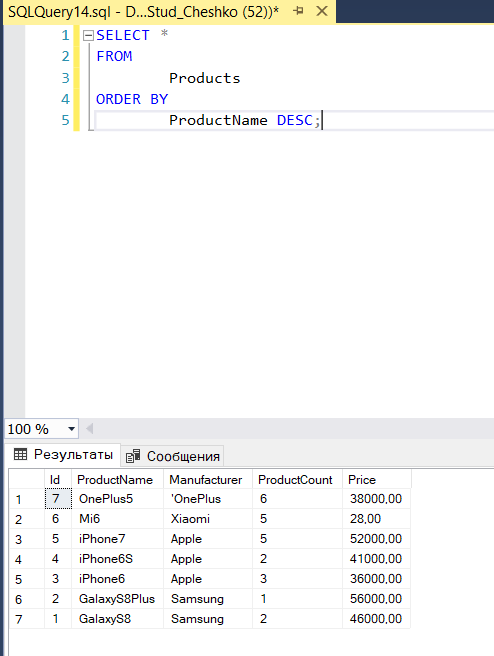 SQLQuery14.sql - D...Stud_Cheshko (52))*
1 SELECT *
2 FROM
3 Products
4 ORDER BY
5 ProductName DESC;
100 %
Результаты Сообщения
Id ProductName Manufacturer ProductCount Price
1 7 OnePlus5 'OnePlus 6 38000,00
2 6 Mi6 Xiaomi 5 28,00
3 5 iPhone7 Apple 5 52000,00
4 4 iPhone6S Apple 2 41000,00
5 3 iPhone6 Apple 3 36000,00
6 2 GalaxyS8Plus Samsung 1 56000,00
7 1 GalaxyS8 Samsung 2 46000,00